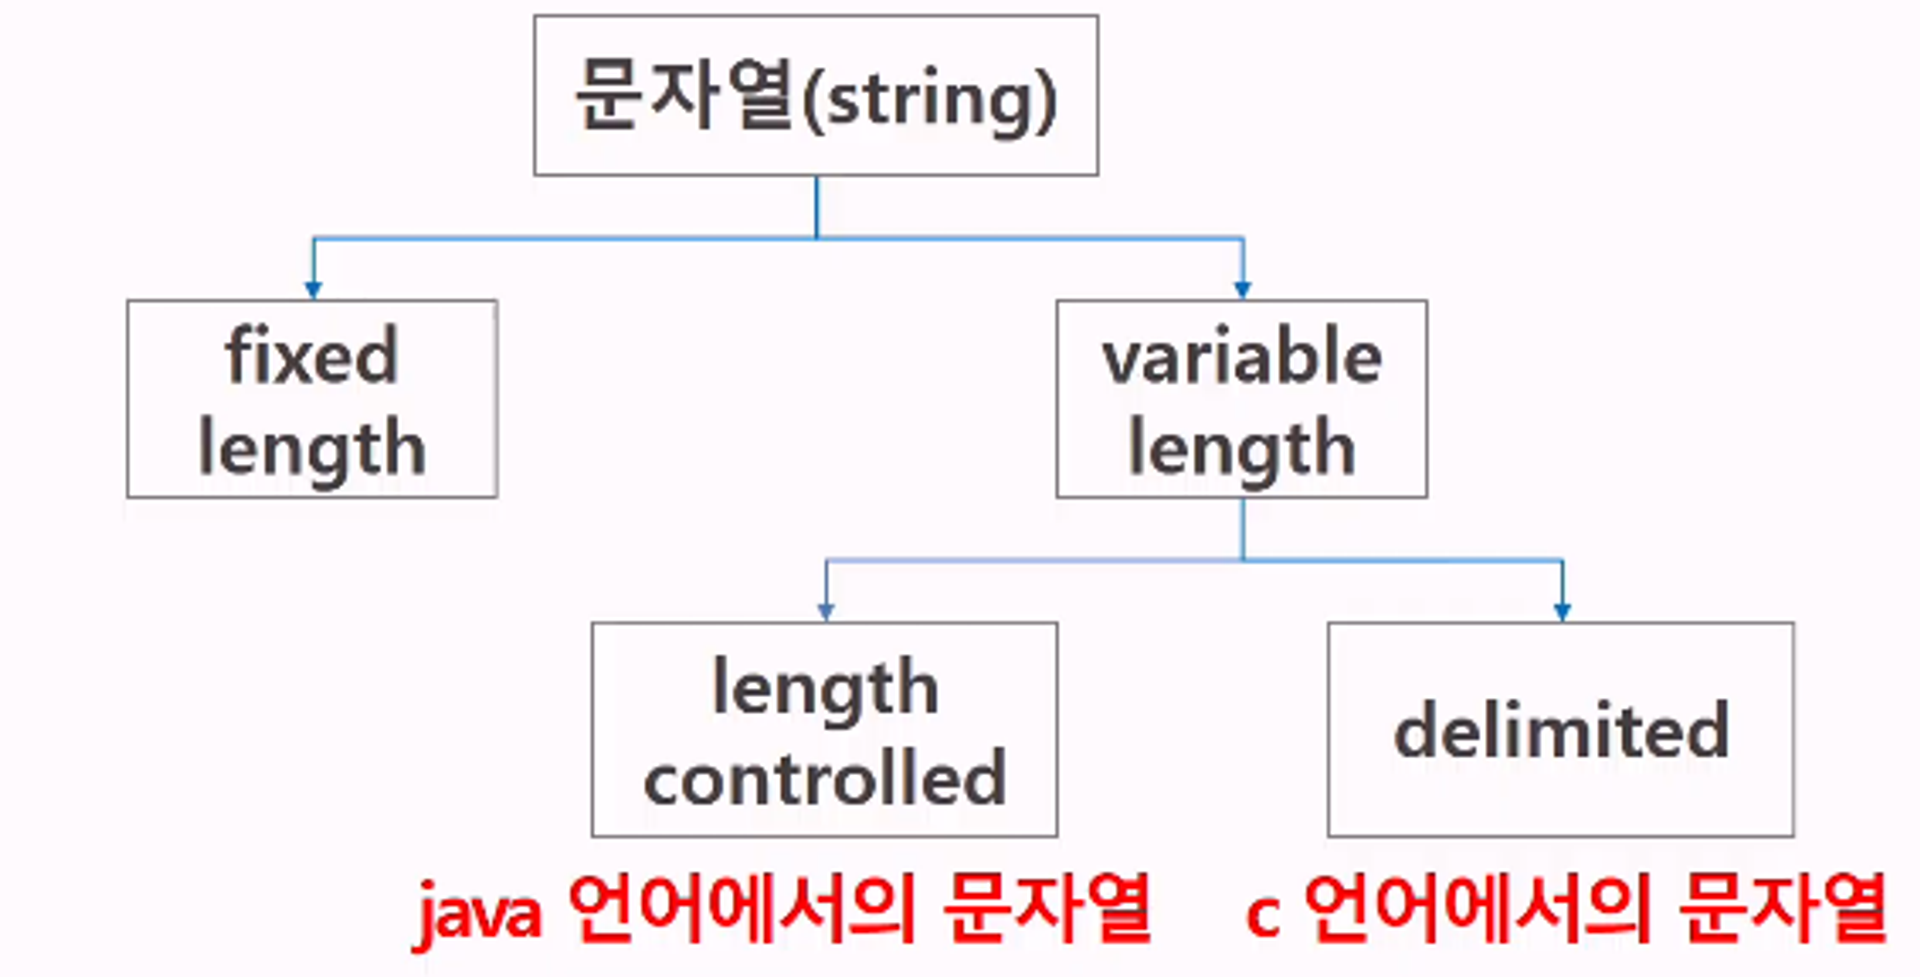 문자열(string)
fixed
length
variable
length
length
controlled
delimited
java 언어에서의 문자열
c 언어에서의 문자열